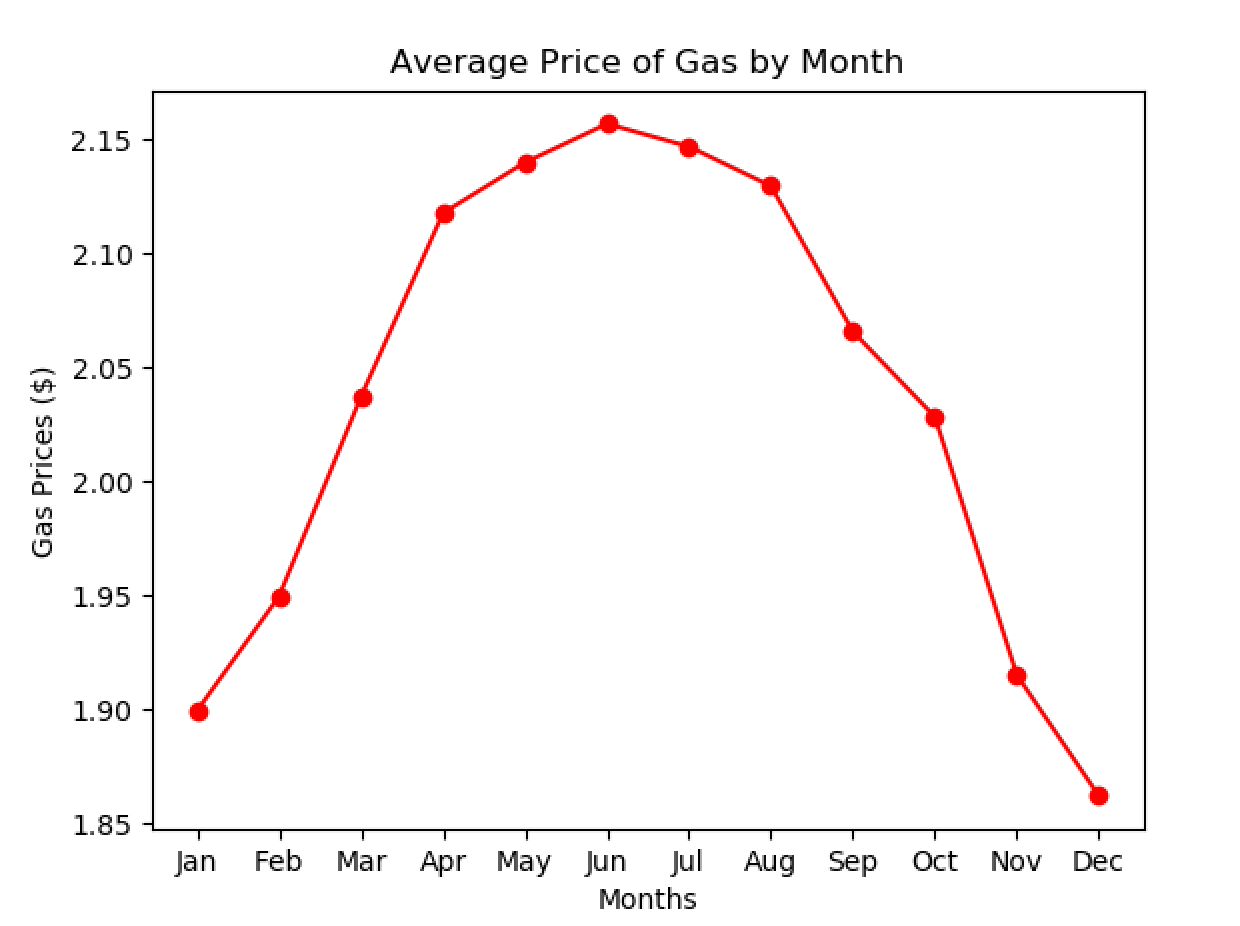 Average Price of Gas by Month
Gas Prices ($)
2.15
2.10
2.05
2.00
1.95
1.90
1.85
Jan Feb Mar Apr May Jun Jul Aug Sep Oct Nov Dec
Months